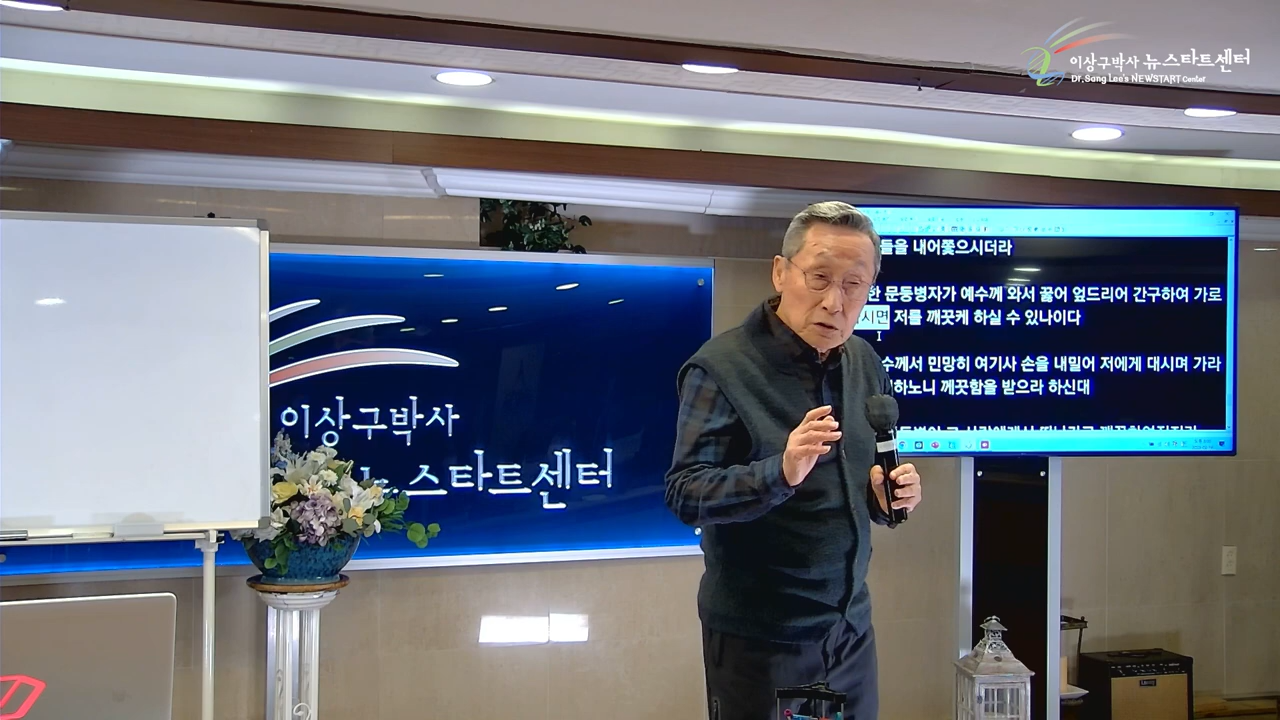 이상구박사 뉴스타트센터
Dr. Sang Lee's NEWSTART Center
들을 내어쫓으시더라
한 문둥병자가 예수께 와서 꿇어 엎드리어 간구하여 가로
시면 저를 깨끗케 하실 수 있나이다
수께서 민망히 여기사 손을 내밀어 저에게 대시며 가라
하노니 깨끗함을 받으라 하신대
이상구박사
스타트센터